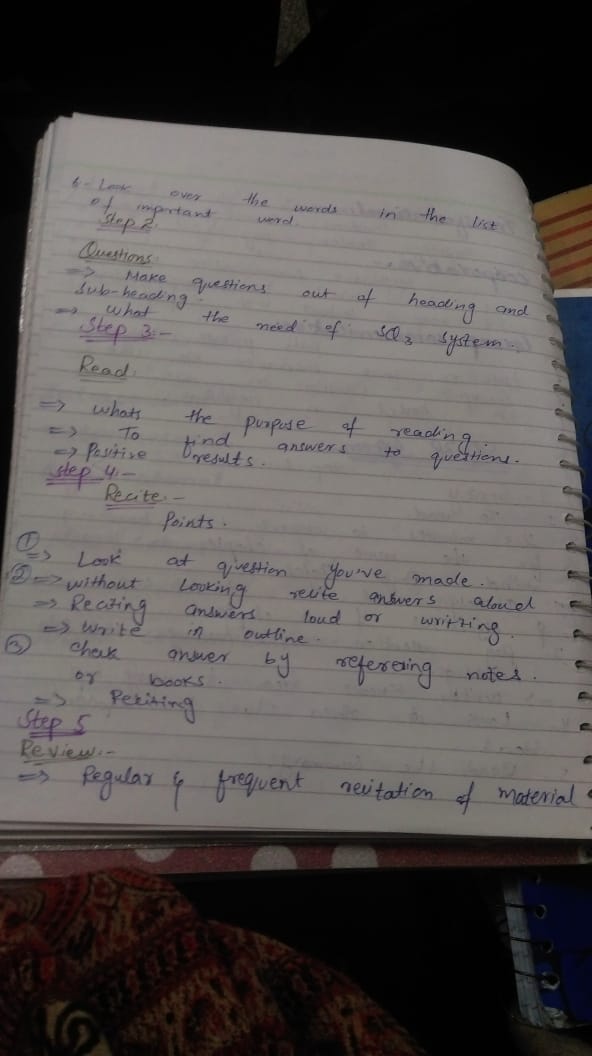 6- Look over the words in the list
of important word.
Step 2.
Questions
=> Make questions out of heading and
sub-heading.
=> What the need of SQ3 system.
Step 3:-
Read.
=> whats the purpose of reading.
=> To find answers to questions.
=> Positive results.
Step 4:-
Recite:-
Points.
①
=> Look at question you've made.
② => without Looking recite answers aloud
=> Reciting answers loud or writting.
=> Write in outline.
③ chek answer by refereing notes.
or books.
=> Reciting
Step 5
Review:-
=> Regular & frequent recitation of material